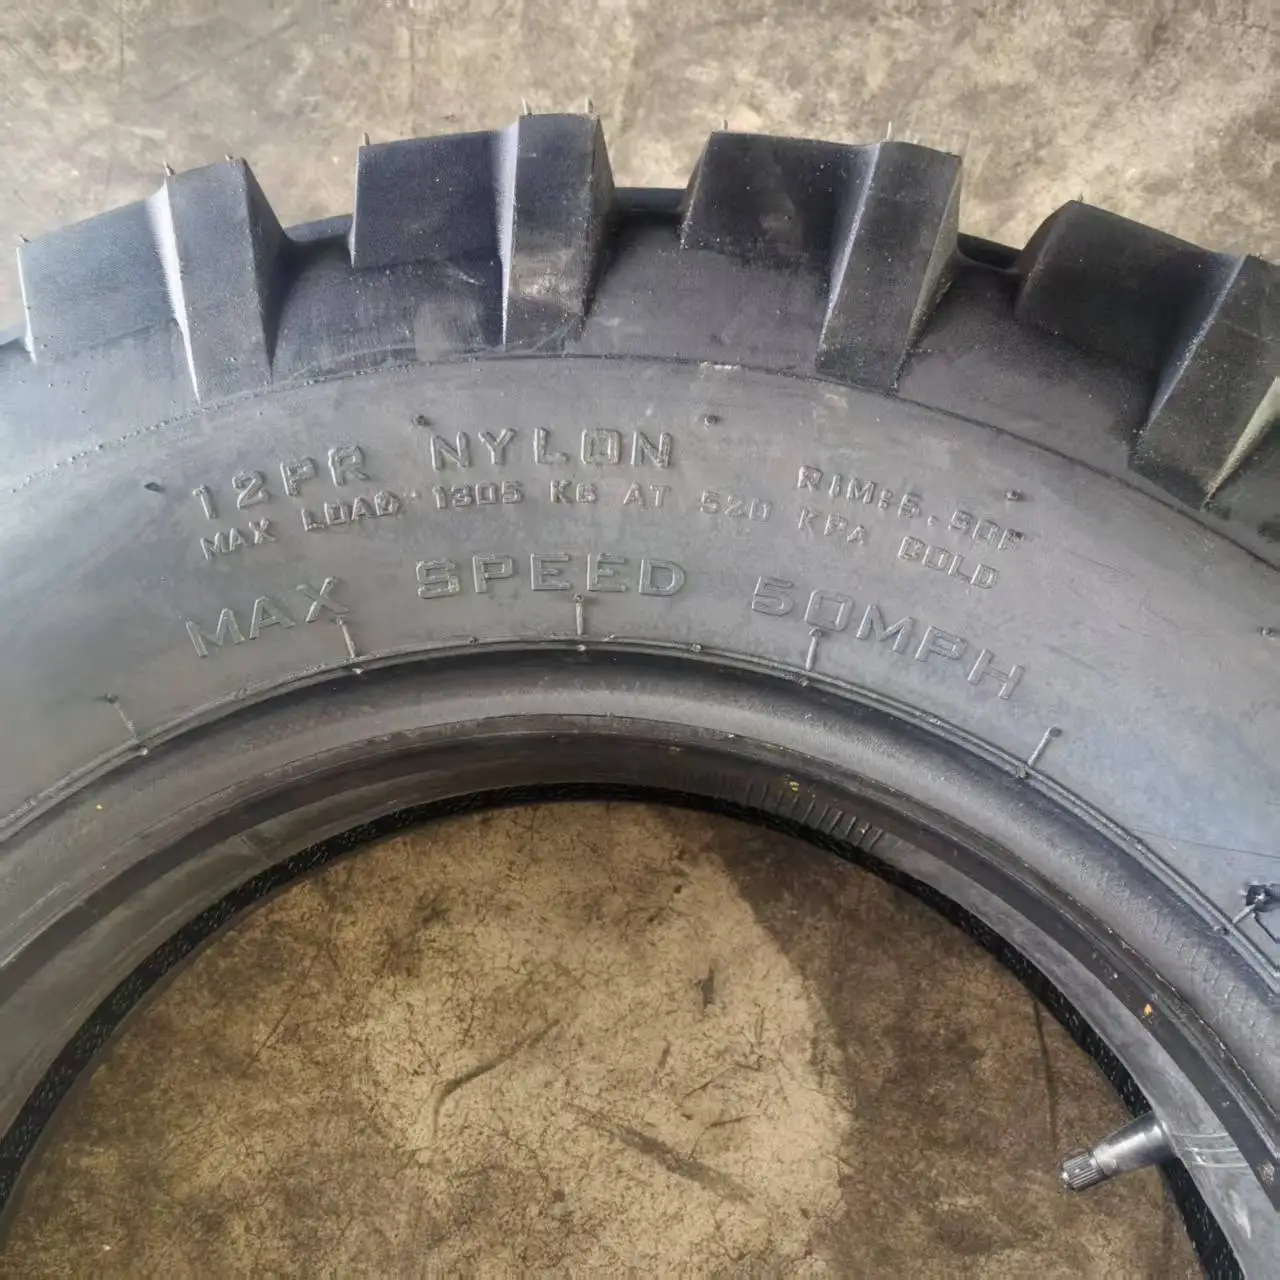 12PR NYLON
RIM:5.50F
MAX LOAD 1305 KG AT 520 KPA COLD
MAX SPEED 50MPH